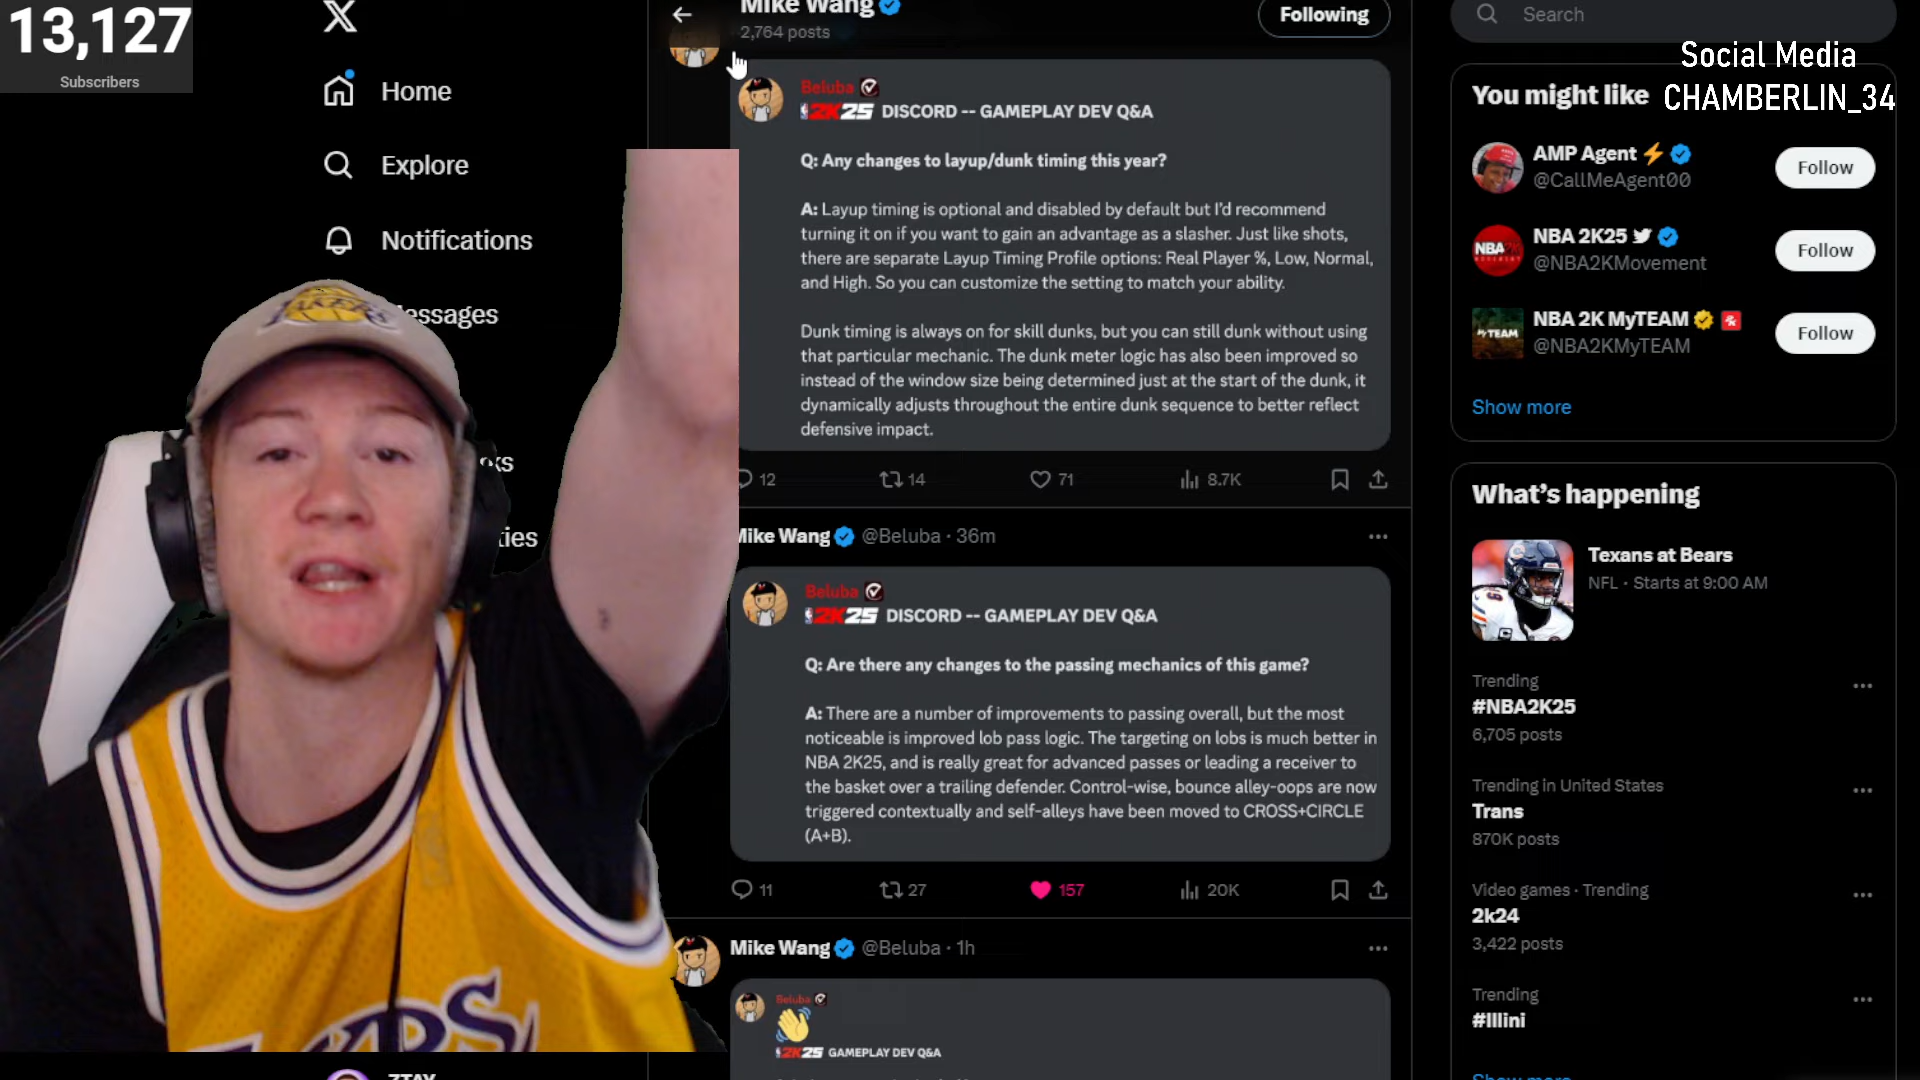 13,127
Subscribers
Home
Explore
Notifications
essages
ks
ties
Mike Wang
2,764 posts
Following
Beluba
2K25 DISCORD -- GAMEPLAY DEV Q&A
Q: Any changes to layup/dunk timing this year?
A: Layup timing is optional and disabled by default but I'd recommend
turning it on if you want to gain an advantage as a slasher. Just like shots,
there are separate Layup Timing Profile options: Real Player %, Low, Normal,
and High. So you can customize the setting to match your ability.
Dunk timing is always on for skill dunks, but you can still dunk without using
that particular mechanic. The dunk meter logic has also been improved so
instead of the window size being determined just at the start of the dunk, it
dynamically adjusts throughout the entire dunk sequence to better reflect
defensive impact.
12 14 71 8.7K
Mike Wang @Beluba · 36m
Beluba
2K25 DISCORD -- GAMEPLAY DEV Q&A
Q: Are there any changes to the passing mechanics of this game?
A: There are a number of improvements to passing overall, but the most
noticeable is improved lob pass logic. The targeting on lobs is much better in
NBA 2K25, and is really great for advanced passes or leading a receiver to
the basket over a trailing defender. Control-wise, bounce alley-oops are now
triggered contextually and self-alleys have been moved to CROSS+CIRCLE
(A+B).
11 27 157 20K
Mike Wang @Beluba · 1h
Beluba
2K25 GAMEPLAY DEV Q&A
Search
Social Media
CHAMBERLIN_34
You might like
AMP Agent
@CallMeAgent00
Follow
NBA 2K25
@NBA2KMovement
Follow
NBA 2K MyTEAM
@NBA2KMyTEAM
Follow
Show more
What's happening
Texans at Bears
NFL · Starts at 9:00 AM
Trending
#NBA2K25
6,705 posts
Trending in United States
Trans
870K posts
Video games · Trending
2k24
3,422 posts
Trending
#Illini
Show more
ZTAY